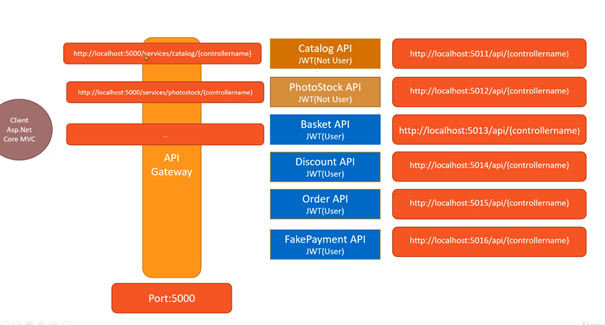 http://localhost:5000/services/catalog/{controllername}
Catalog API
JWT(Not User)
http://localhost:5011/api/{controllername}
http://localhost:5000/services/photostock/{controllername}
PhotoStock API
JWT(Not User)
http://localhost:5012/api/{controllername}
Client
Asp.Net
Core MVC
...
Basket API
JWT(User)
http://localhost:5013/api/{controllername}
API
Gateway
Discount API
JWT(User)
http://localhost:5014/api/{controllername}
Order API
JWT(User)
http://localhost:5015/api/{controllername}
FakePayment API
JWT(User)
http://localhost:5016/api/{controllername}
Port:5000